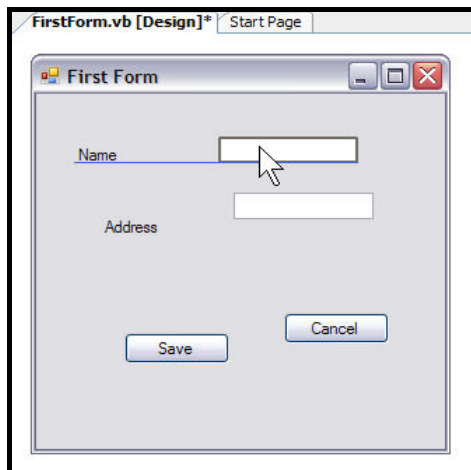 FirstForm.vb [Design]* Start Page
First Form
Name
Address
Cancel
Save